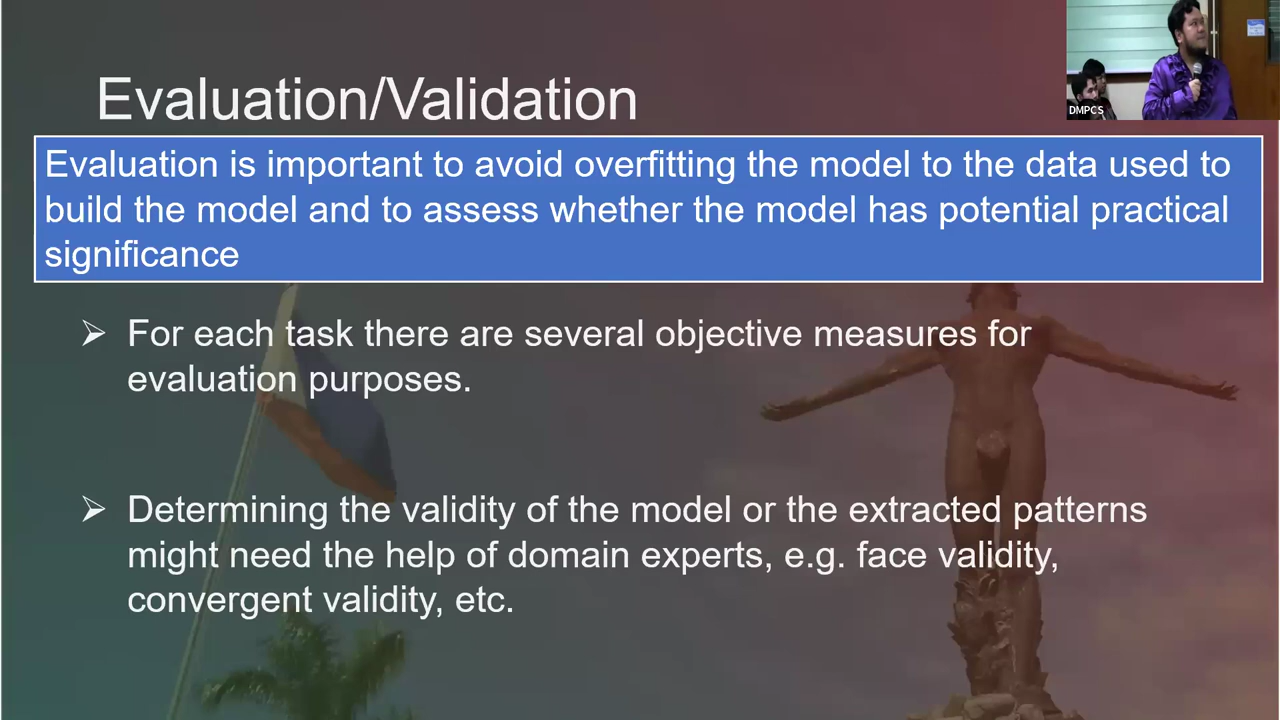 Evaluation/Validation
DMPCS
Evaluation is important to avoid overfitting the model to the data used to
build the model and to assess whether the model has potential practical
significance
For each task there are several objective measures for
evaluation purposes.
Determining the validity of the model or the extracted patterns
might need the help of domain experts, e.g. face validity,
convergent validity, etc.